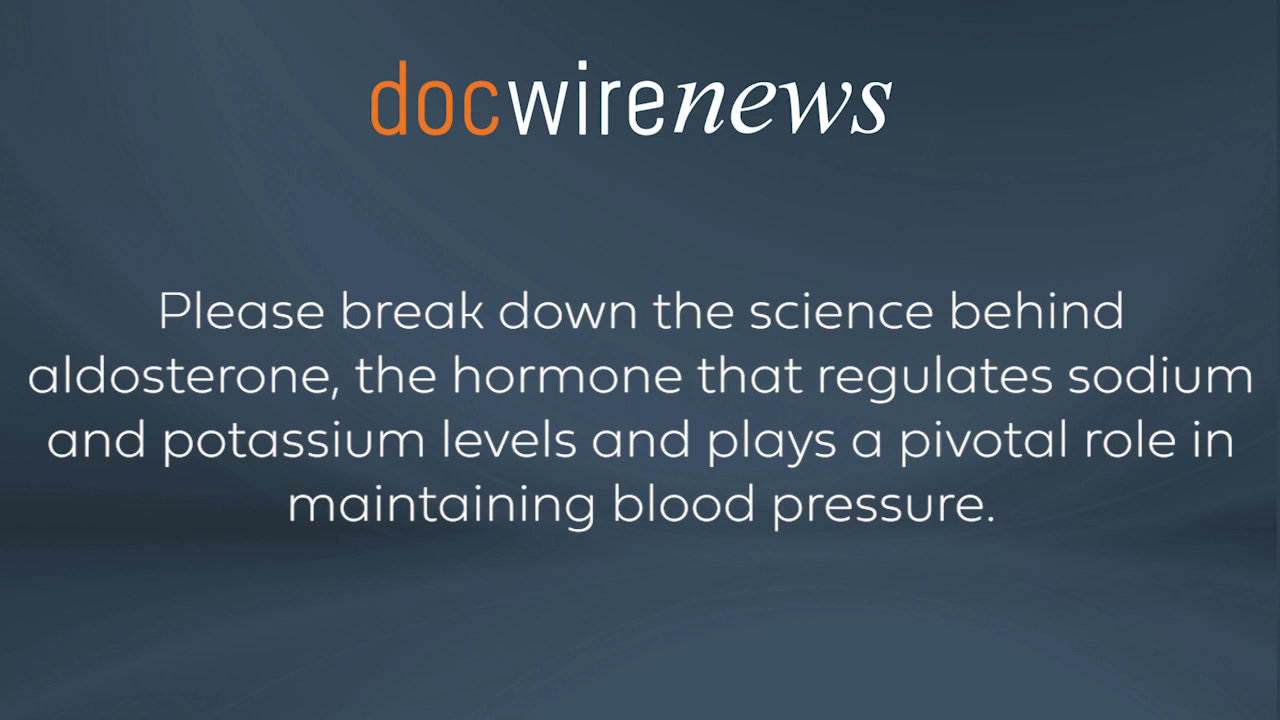 docwirenews
Please break down the science behind
aldosterone, the hormone that regulates sodium
and potassium levels and plays a pivotal role in
maintaining blood pressure.